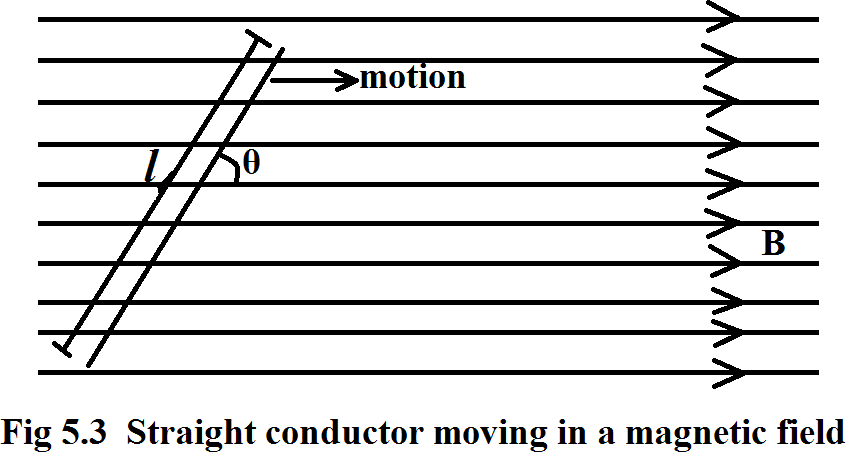 motion
l
θ
B
Fig 5.3 Straight conductor moving in a magnetic field